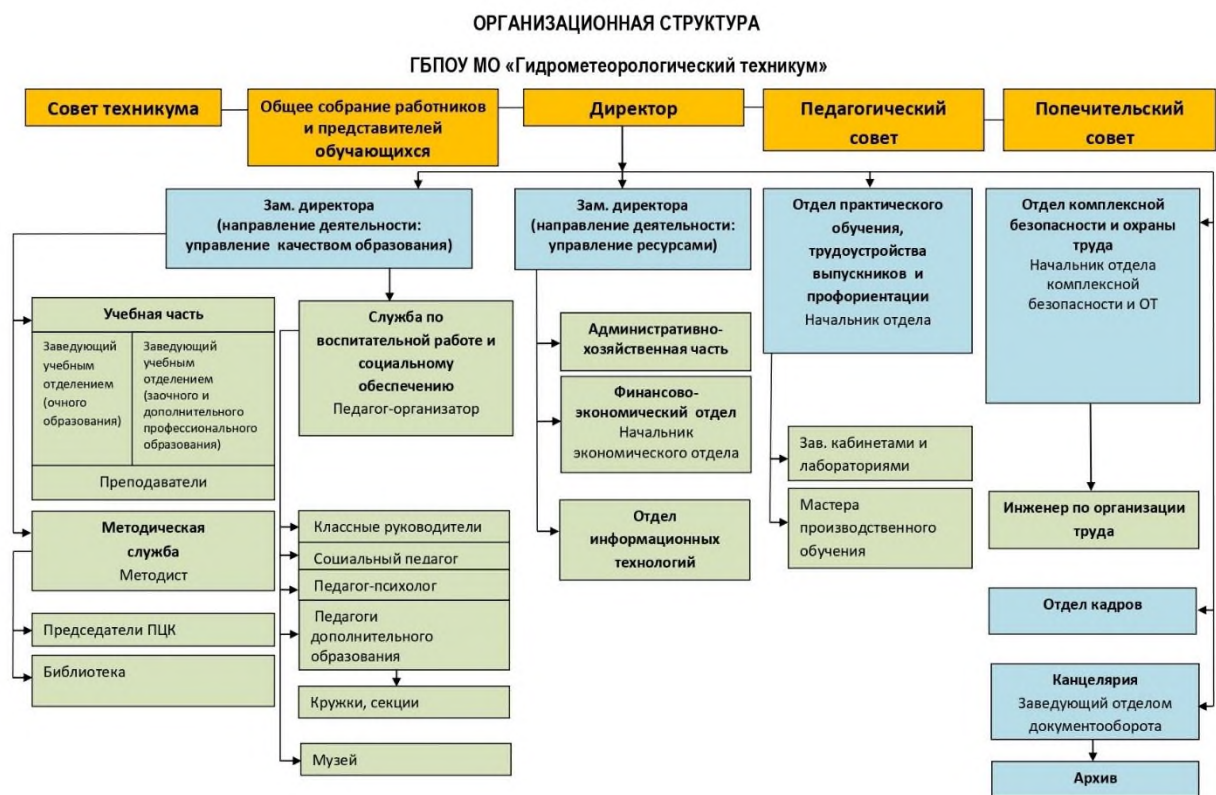 ОРГАНИЗАЦИОННАЯ СТРУКТУРА
ГБПОУ МО «Гидрометеорологический техникум»
Совет техникума
Общее собрание работников
и представителей
обучающихся
Директор
Педагогический
совет
Попечительский
совет
Зам. директора
(направление деятельности:
управление качеством образования)
Зам. директора
(направление деятельности:
управление ресурсами)
Отдел практического
обучения,
трудоустройства
выпускников и
профориентации
Начальник отдела
Отдел комплексной
безопасности и охраны
труда
Начальник отдела
комплексной
безопасности и ОТ
Учебная часть
Заведующий
учебным
отделением
(очного
образования)
Заведующий
учебным
отделением
(заочного и
дополнительного
профессионального
образования)
Преподаватели
Методическая
служба
Методист
Председатели ПЦК
Библиотека
Служба по
воспитательной работе и
социальному
обеспечению
Педагог-организатор
Классные руководители
Социальный педагог
Педагог-психолог
Педагоги
дополнительного
образования
Кружки, секции
Музей
Административно-
хозяйственная часть
Финансово-
экономический отдел
Начальник
экономического отдела
Отдел
информационных
технологий
Зав. кабинетами и
лабораториями
Мастера
производственного
обучения
Инженер по организации
труда
Отдел кадров
Канцелярия
Заведующий отделом
документооборота
Архив